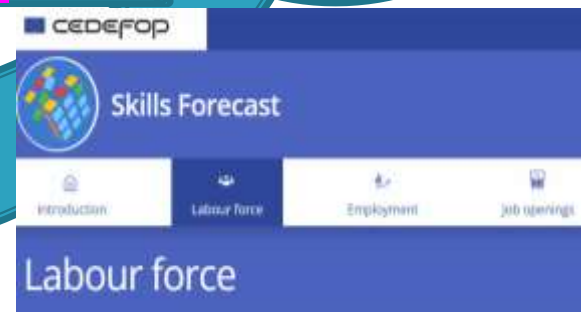 CEDEFOP
Skills Forecast
Introduction
Labour force
Employment
Job openings
Labour force